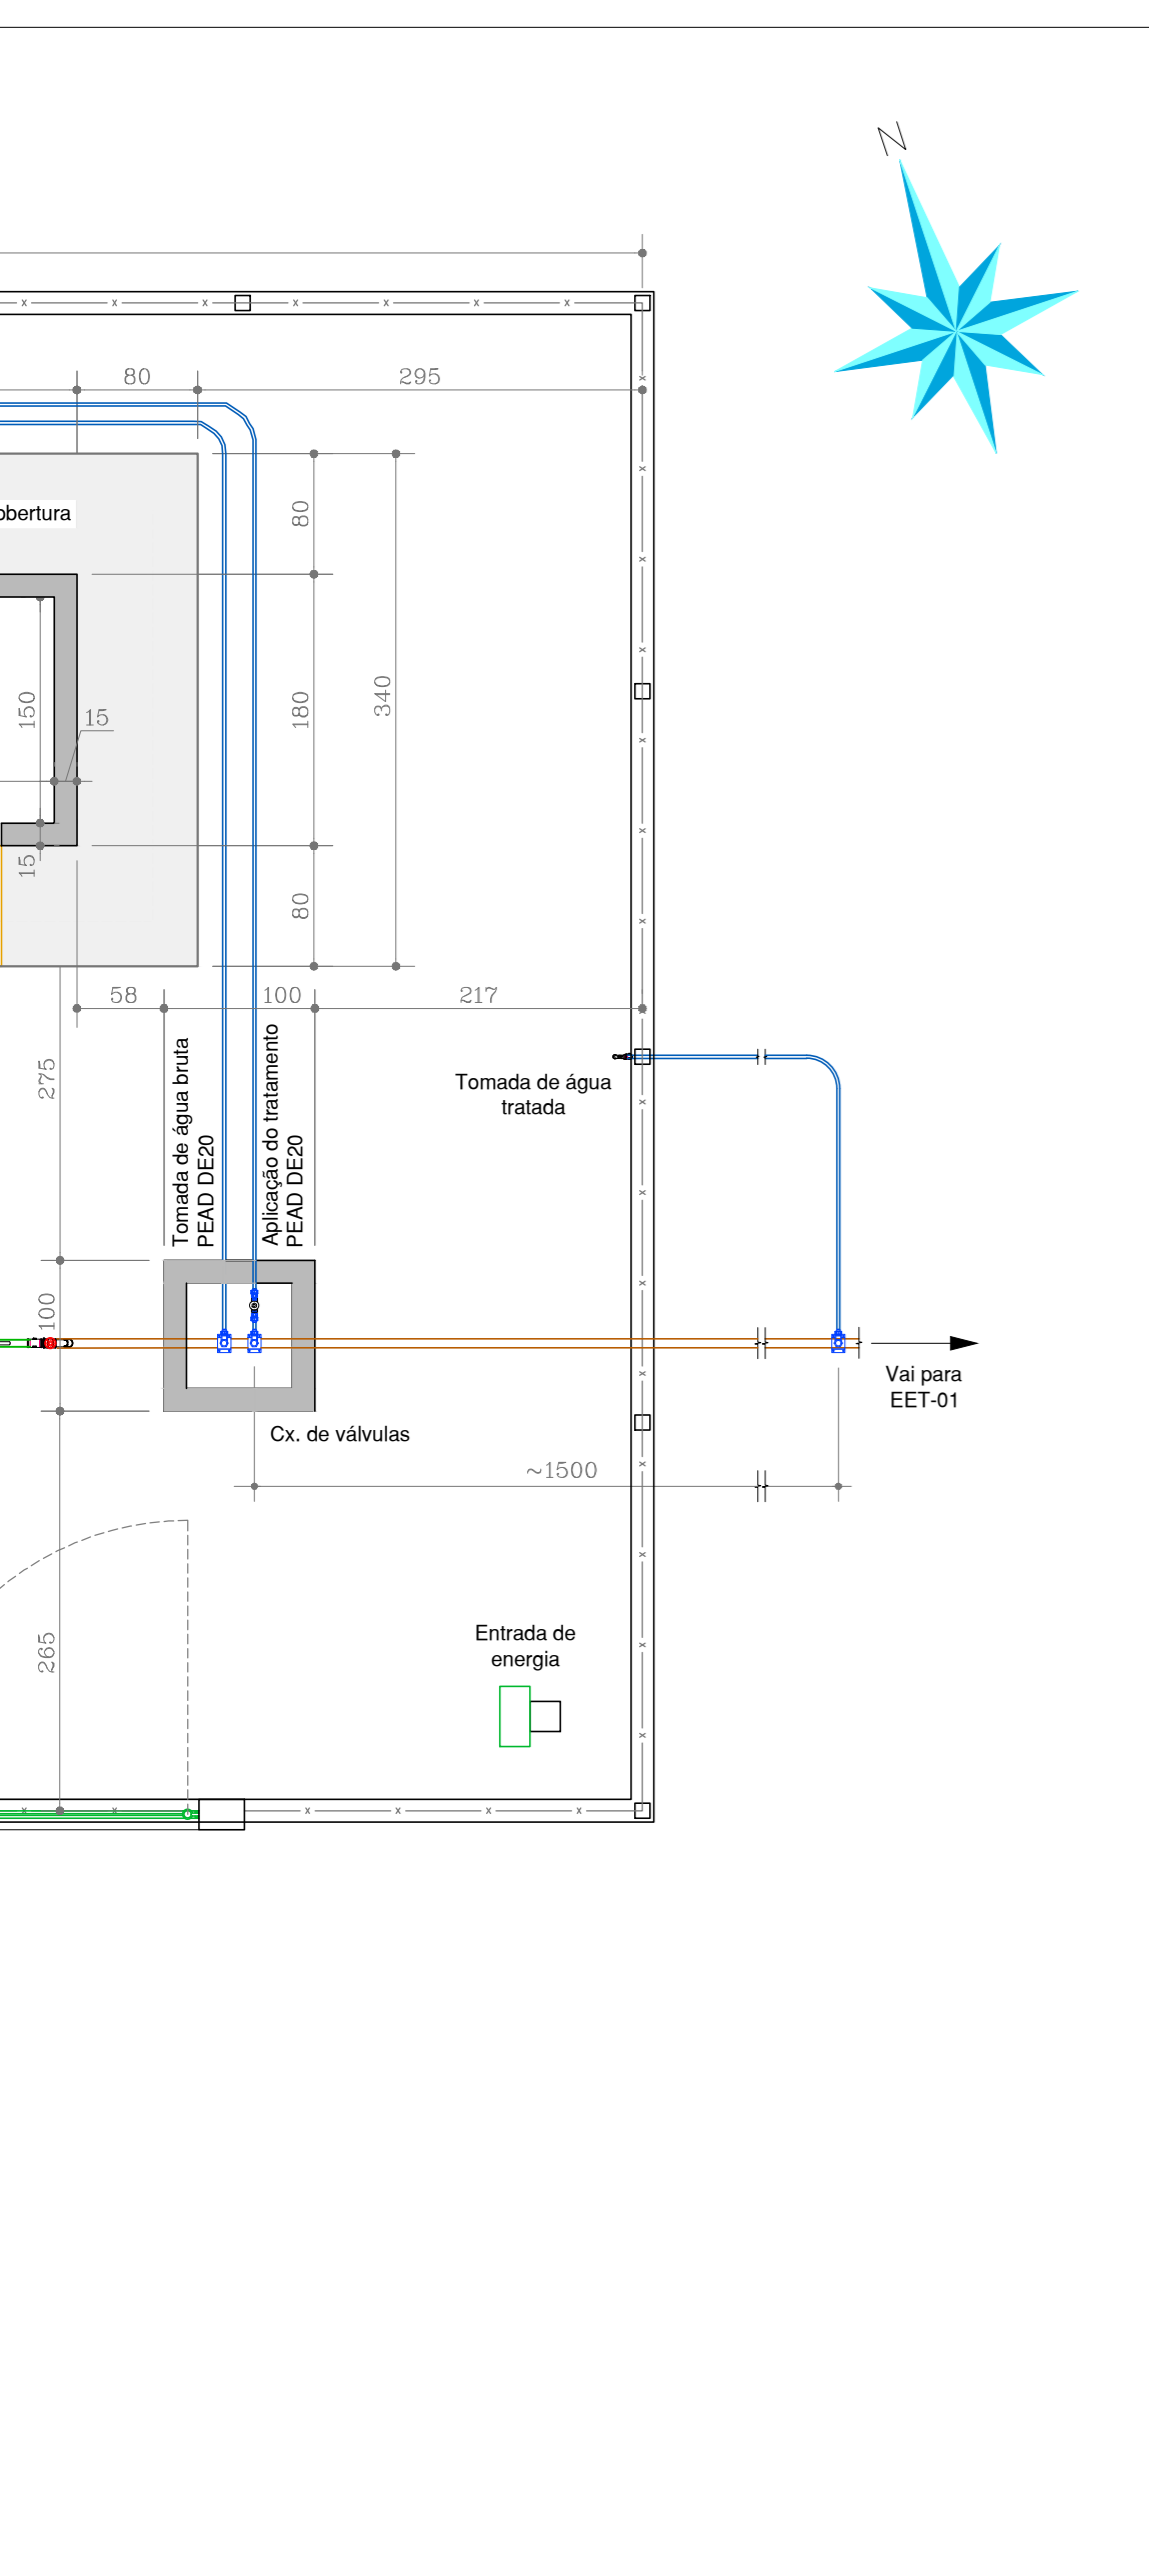 N
80
295
obertura
80
150
15
180
340
15
80
58
100
217
275
Tomada de água bruta
PEAD DE20
Aplicação do tratamento
PEAD DE20
Tomada de água
tratada
100
Vai para
EET-01
Cx. de válvulas
~1500
265
Entrada de
energia